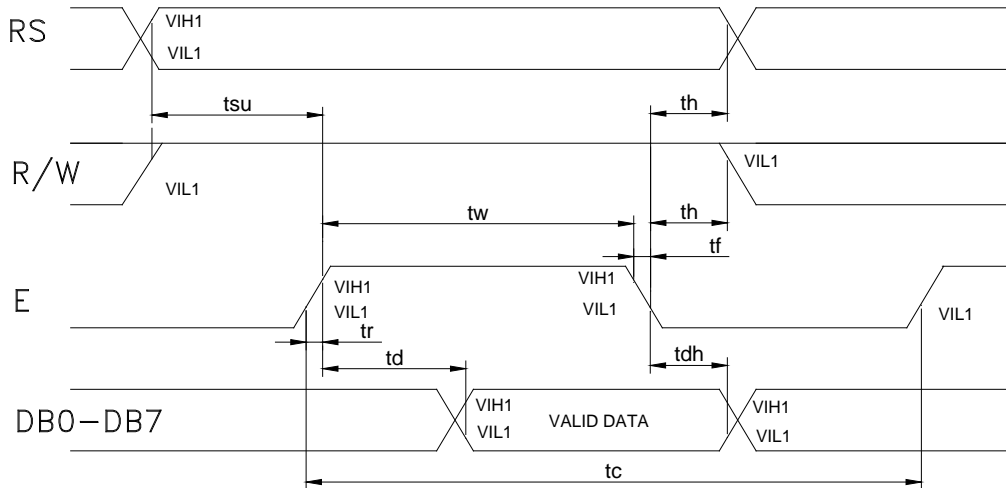 RS
VIH1
VIL1
tsu
th
R/W
VIL1
VIL1
tw
th
tf
E
VIH1
VIL1
VIH1
VIL1
VIL1
tr
td
tdh
DB0-DB7
VIH1
VIL1
VALID DATA
VIH1
VIL1
tc